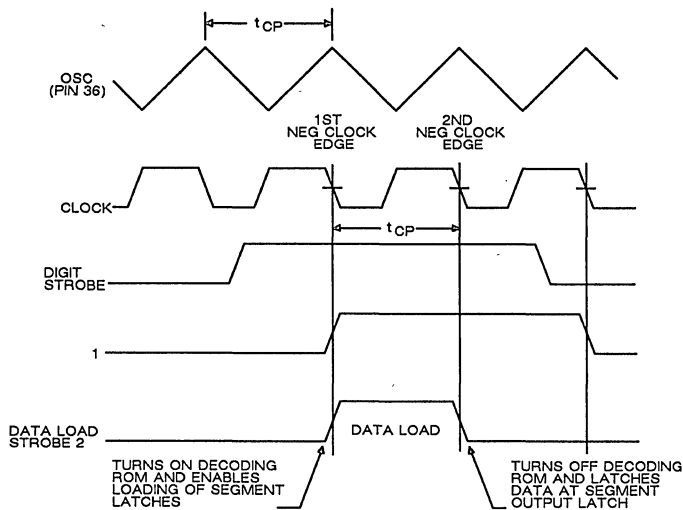 t CP
OSC
(PIN 36)
1ST
NEG CLOCK
EDGE
2ND
NEG CLOCK
EDGE
CLOCK
t CP
DIGIT
STROBE
1
DATA LOAD
STROBE 2
DATA LOAD
TURNS ON DECODING
ROM AND ENABLES
LOADING OF SEGMENT
LATCHES
TURNS OFF DECODING
ROM AND LATCHES
DATA AT SEGMENT
OUTPUT LATCH